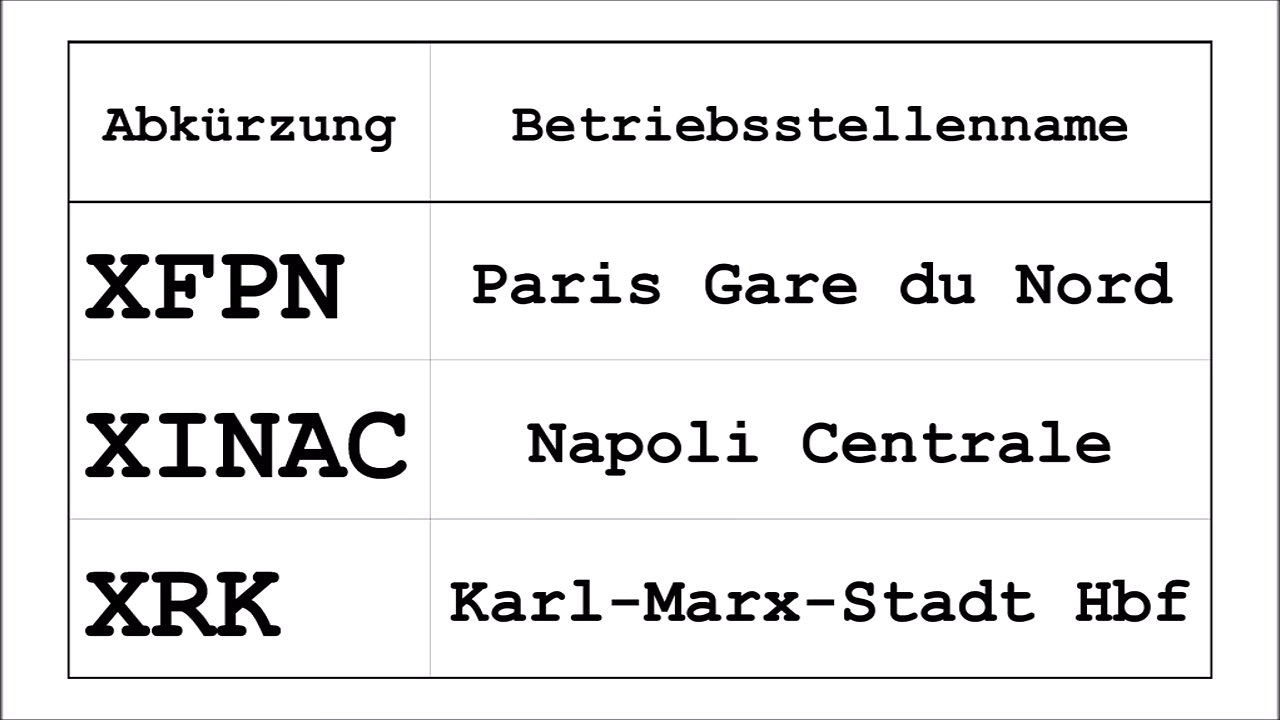 Abkürzung Betriebsstellenname
XFPN Paris Gare du Nord
XINAC Napoli Centrale
XRK Karl-Marx-Stadt Hbf